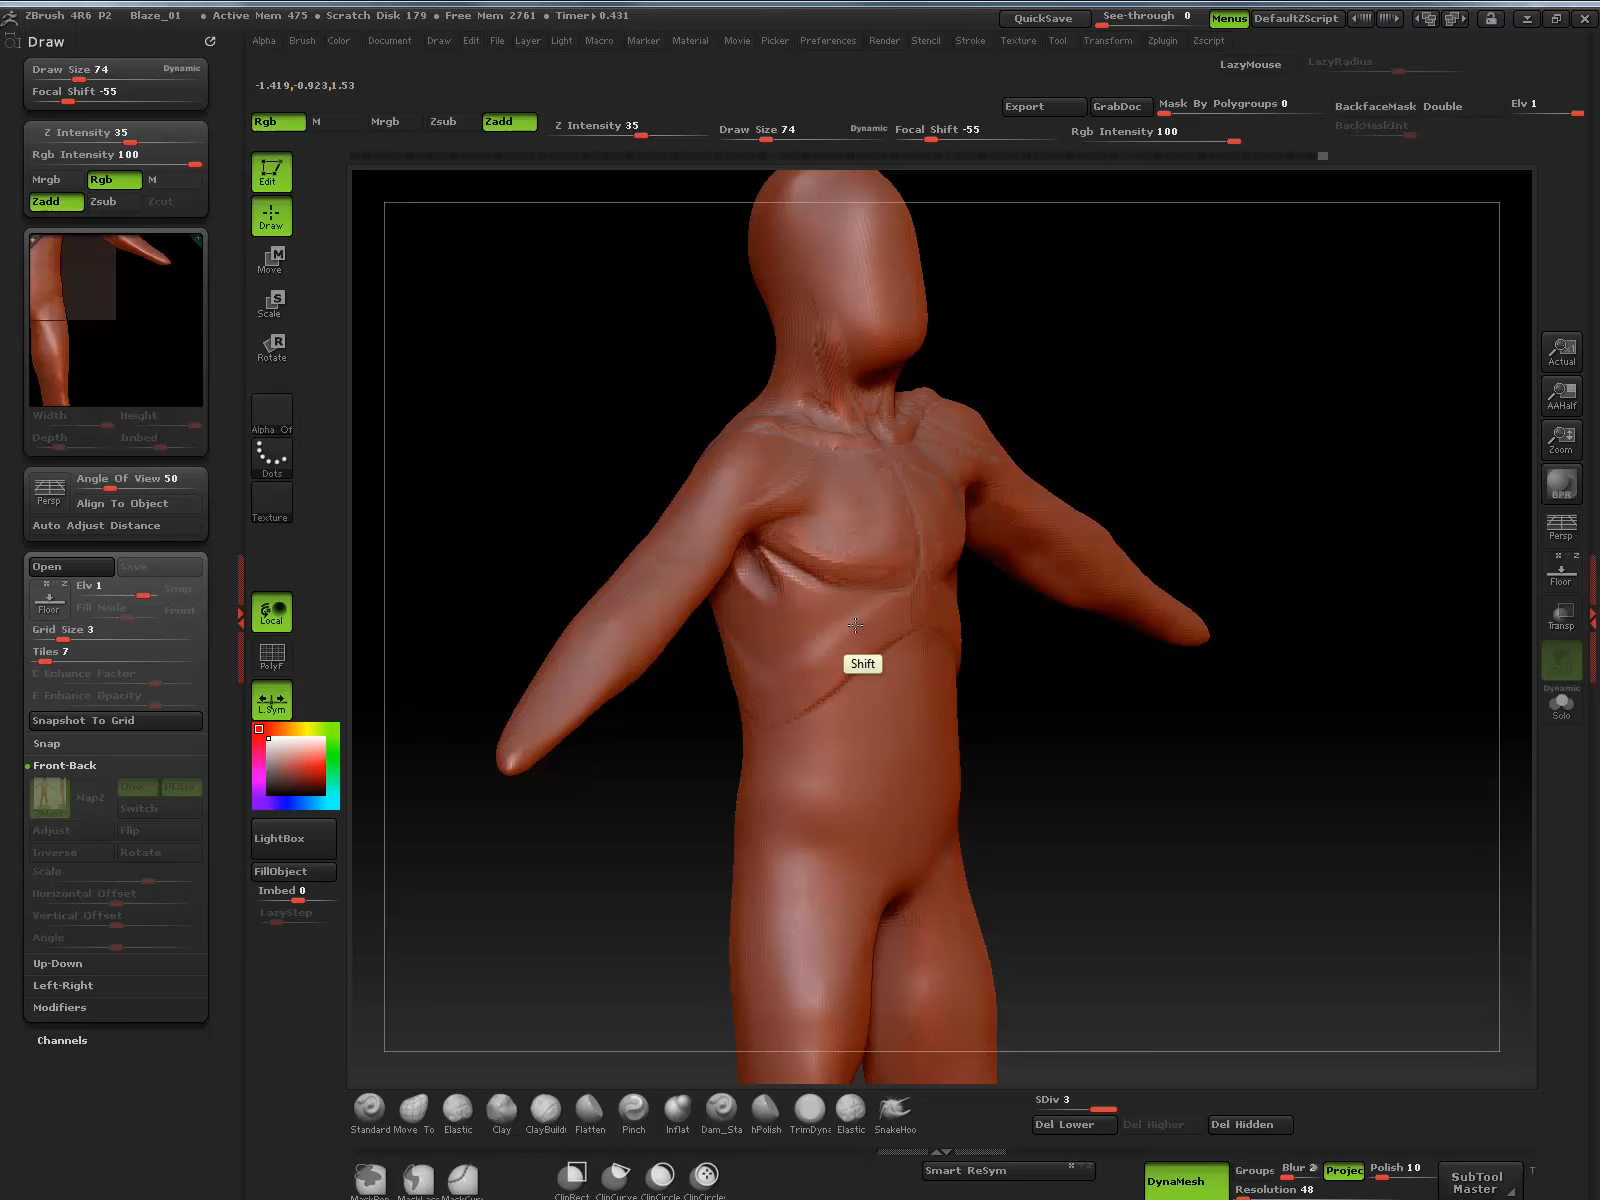 ZBrush 4R6 P2 Blaze_01 • Active Mem 475 • Scratch Disk 179 • Free Mem 2761 • Timer▸0.431 QuickSave See-through 0 Menus DefaultZScript
Draw
Alpha Brush Color Document Draw Edit File Layer Light Macro Marker Material Movie Picker Preferences Render Stencil Stroke Texture Tool Transform Zplugin Zscript
LazyMouse LazyRadius
Draw Size 74 Dynamic
Focal Shift -55
-1.419,-0.923,1.53
Export GrabDoc Mask By Polygroups 0 BackfaceMask Double Elv 1
BackMaskInt
Rgb M Mrgb Zsub Zadd Z Intensity 35 Draw Size 74 Dynamic Focal Shift -55 Rgb Intensity 100
Z Intensity 35
Rgb Intensity 100
Mrgb Rgb M
Zadd Zsub Zcut
Edit
Draw
Move
Scale
Rotate
Alpha Of
Dots
Texture
Width Height
Depth Imbed
Persp
Angle Of View 50
Align To Object
Auto Adjust Distance
Open Save
Elv 1 Snap
Floor Fill Mode Front
Grid Size 3
Tiles 7
E Enhance Factor
E Enhance Opacity
Snapshot To Grid
Snap
Front-Back
Map2
Switch
Adjust Flip
Inverse Rotate
Scale
Horizontal Offset
Vertical Offset
Angle
Up-Down
Left-Right
Modifiers
Channels
Local
PolyF
L.Sym
LightBox
FillObject
Imbed 0
LazyStep
Shift
Actual
AAHalf
Zoom
BPR
Persp
Floor
Transp
Dynamic
Solo
Standard Move To Elastic Clay ClayBuildu Flatten Pinch Inflat Dam_Sta hPolish TrimDyna Elastic SnakeHoo
SDiv 3
Del Lower Del Higher Del Hidden
MaskPen MaskLass MaskCurv ClipRect ClipCurve ClipCircle ClipCircle
Smart ReSym
DynaMesh
Groups Blur 2 Projec Polish 10
Resolution 48
SubTool
Master